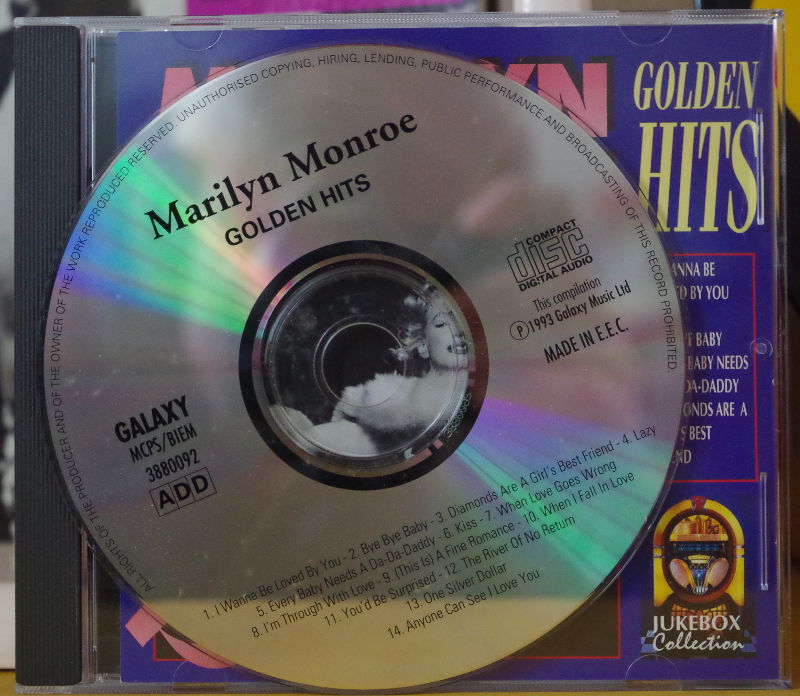 ALL RIGHTS OF THE PRODUCER AND OF THE OWNER OF THE WORK REPRODUCED RESERVED. UNAUTHORISED COPYING, HIRING, LENDING, PUBLIC PERFORMANCE AND BROADCASTING OF THIS RECORD PROHIBITED.
Marilyn Monroe
GOLDEN HITS
COMPACT
disc
DIGITAL AUDIO
This compilation
Ⓟ 1993 Galaxy Music Ltd
MADE IN E.E.C.
GALAXY
MCPS/BIEM
3880092
ADD
1. I Wanna Be Loved By You - 2. Bye Bye Baby - 3. Diamonds Are A Girl's Best Friend - 4. Lazy
5. Every Baby Needs A Da-Da-Daddy - 6. Kiss - 7. When Love Goes Wrong
8. I'm Through With Love - 9. (This Is) A Fine Romance - 10. When I Fall In Love
11. You'd Be Surprised - 12. The River Of No Return
13. One Silver Dollar
14. Anyone Can See I Love You
GOLDEN
HITS
BE
BY YOU
BABY
BABY NEEDS
DA-DADDY
ARE A
BEST
JUKEBOX
Collection